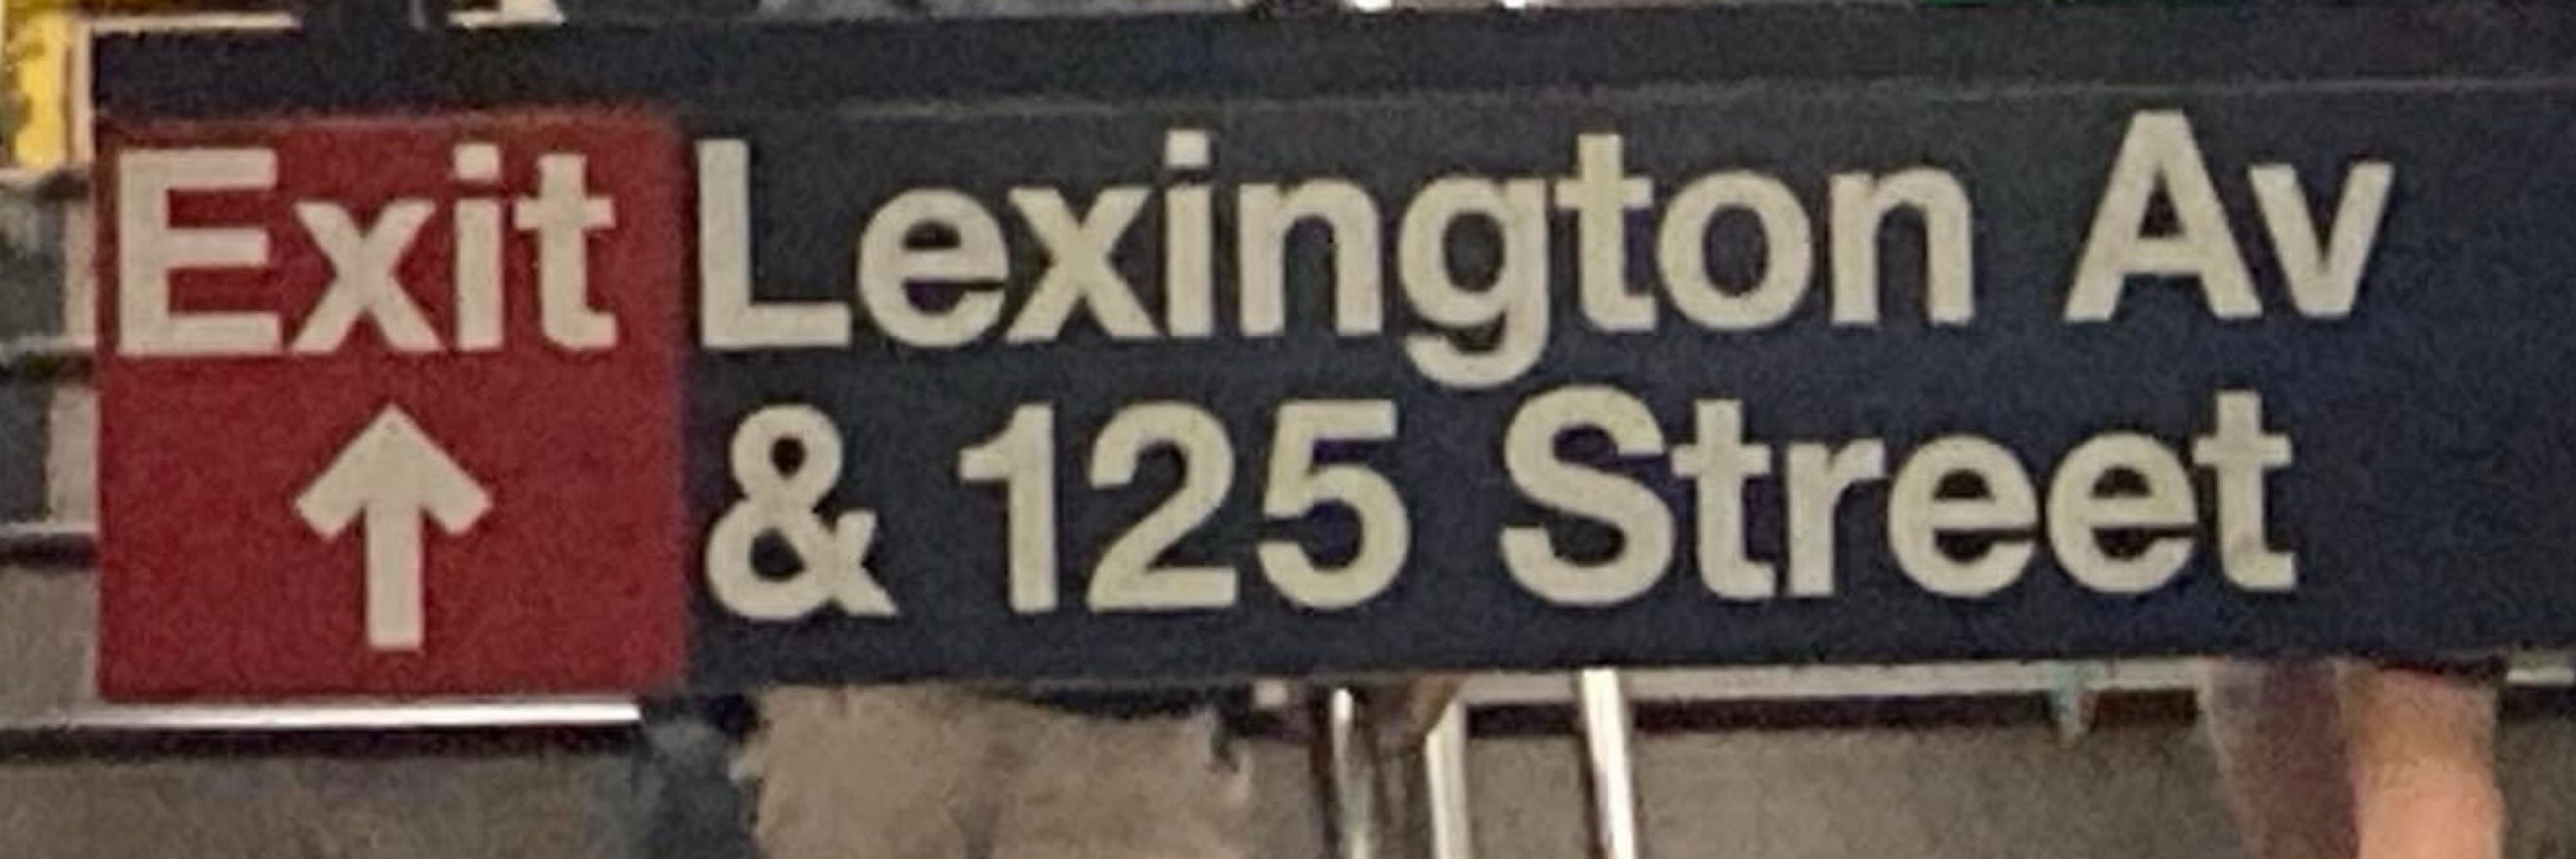 Exit Lexington Av
↑ & 125 Street